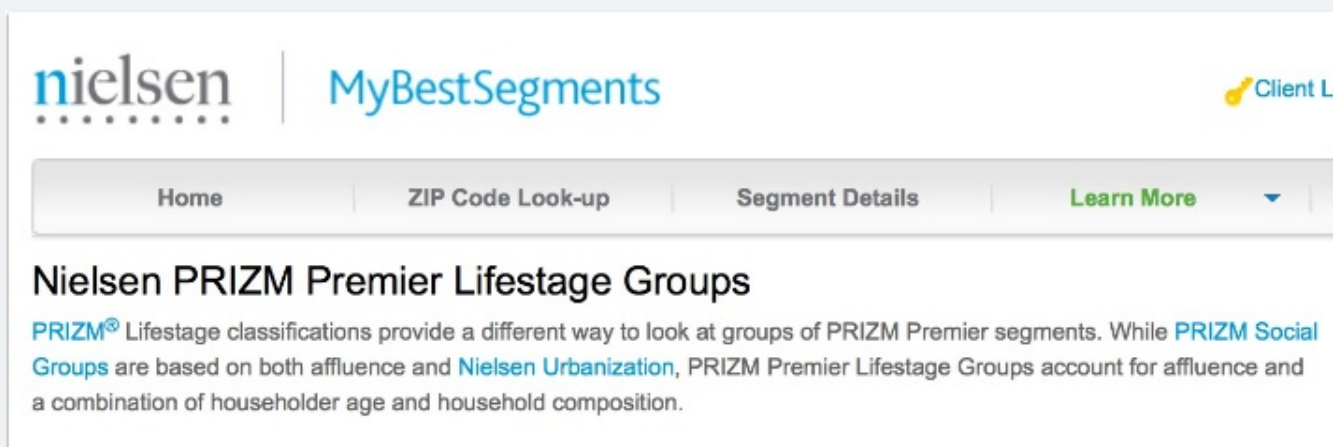 nielsen MyBestSegments Client L
Home ZIP Code Look-up Segment Details Learn More
Nielsen PRIZM Premier Lifestage Groups
PRIZM® Lifestage classifications provide a different way to look at groups of PRIZM Premier segments. While PRIZM Social
Groups are based on both affluence and Nielsen Urbanization, PRIZM Premier Lifestage Groups account for affluence and
a combination of householder age and household composition.